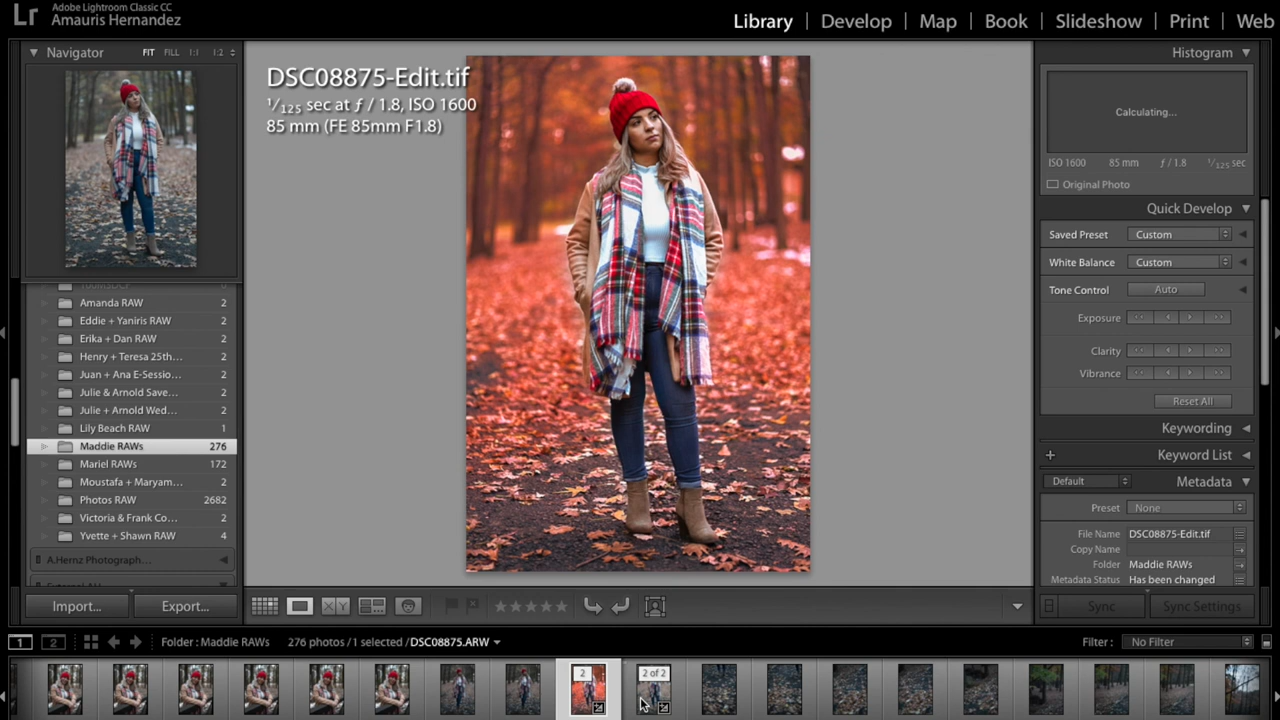 Lr
Adobe Lightroom Classic CC
Amauris Hernandez
Library | Develop | Map | Book | Slideshow | Print | Web
Navigator FIT FILL 1:1 1:2
DSC08875-Edit.tif
1/125 sec at ƒ / 1.8, ISO 1600
85 mm (FE 85mm F1.8)
Histogram
Calculating...
ISO 1600 85 mm ƒ / 1.8 1/125 sec
Original Photo
Quick Develop
Saved Preset Custom
White Balance Custom
Tone Control Auto
Exposure
Clarity
Vibrance
Reset All
Keywording
Keyword List
Default Metadata
Preset None
File Name DSC08875-Edit.tif
Copy Name
Folder Maddie RAWs
Metadata Status Has been changed
Sync Sync Settings
Amanda RAW 2
Eddie + Yaniris RAW 2
Erika + Dan RAW 2
Henry + Teresa 25th... 2
Juan + Ana E-Sessio... 2
Julie & Arnold Save... 2
Julie + Arnold Wed... 2
Lily Beach RAW 1
Maddie RAWs 276
Mariel RAWs 172
Moustafa + Maryam... 2
Photos RAW 2682
Victoria & Frank Co... 2
Yvette + Shawn RAW 4
A.Hernz Photograph...
Import... Export...
X Y
1 2 Folder : Maddie RAWs 276 photos / 1 selected / DSC08875.ARW Filter : No Filter
2 2 of 2